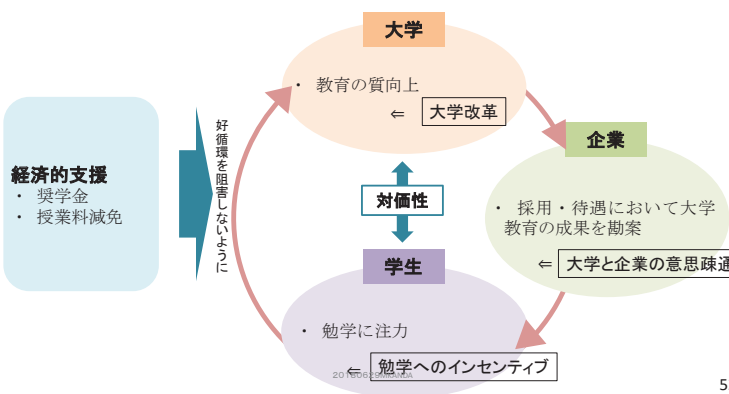 大学
・ 教育の質向上
⇐ 大学改革
企業
・ 採用・待遇において大学
教育の成果を勘案
⇐ 大学と企業の意思疎通
経済的支援
・ 奨学金
・ 授業料減免
好循環を阻害しないように
対価性
学生
・ 勉学に注力
⇐ 勉学へのインセンティブ